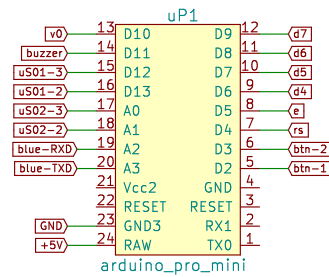 uP1
v0 13 D10 D9 12 d7
buzzer 14 D11 D8 11 d6
uS01-3 15 D12 D7 10 d5
uS01-2 16 D13 D6 9 d4
uS02-3 17 A0 D5 8 e
uS02-2 18 A1 D4 7 rs
blue-RXD 19 A2 D3 6 btn-2
blue-TXD 20 A3 D2 5 btn-1
21 Vcc2 GND 4
22 RESET RESET 3
GND 23 GND3 RX1 2
+5V 24 RAW TX0 1
arduino_pro_mini